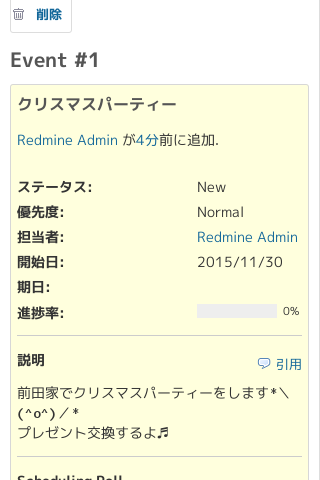 削除
Event #1
クリスマスパーティー
Redmine Admin が4分前に追加.
ステータス: New
優先度: Normal
担当者: Redmine Admin
開始日: 2015/11/30
期日:
進捗率: 0%
説明 引用
前田家でクリスマスパーティーをします*＼
(^o^)／*
プレゼント交換するよ♬
Scheduling Poll